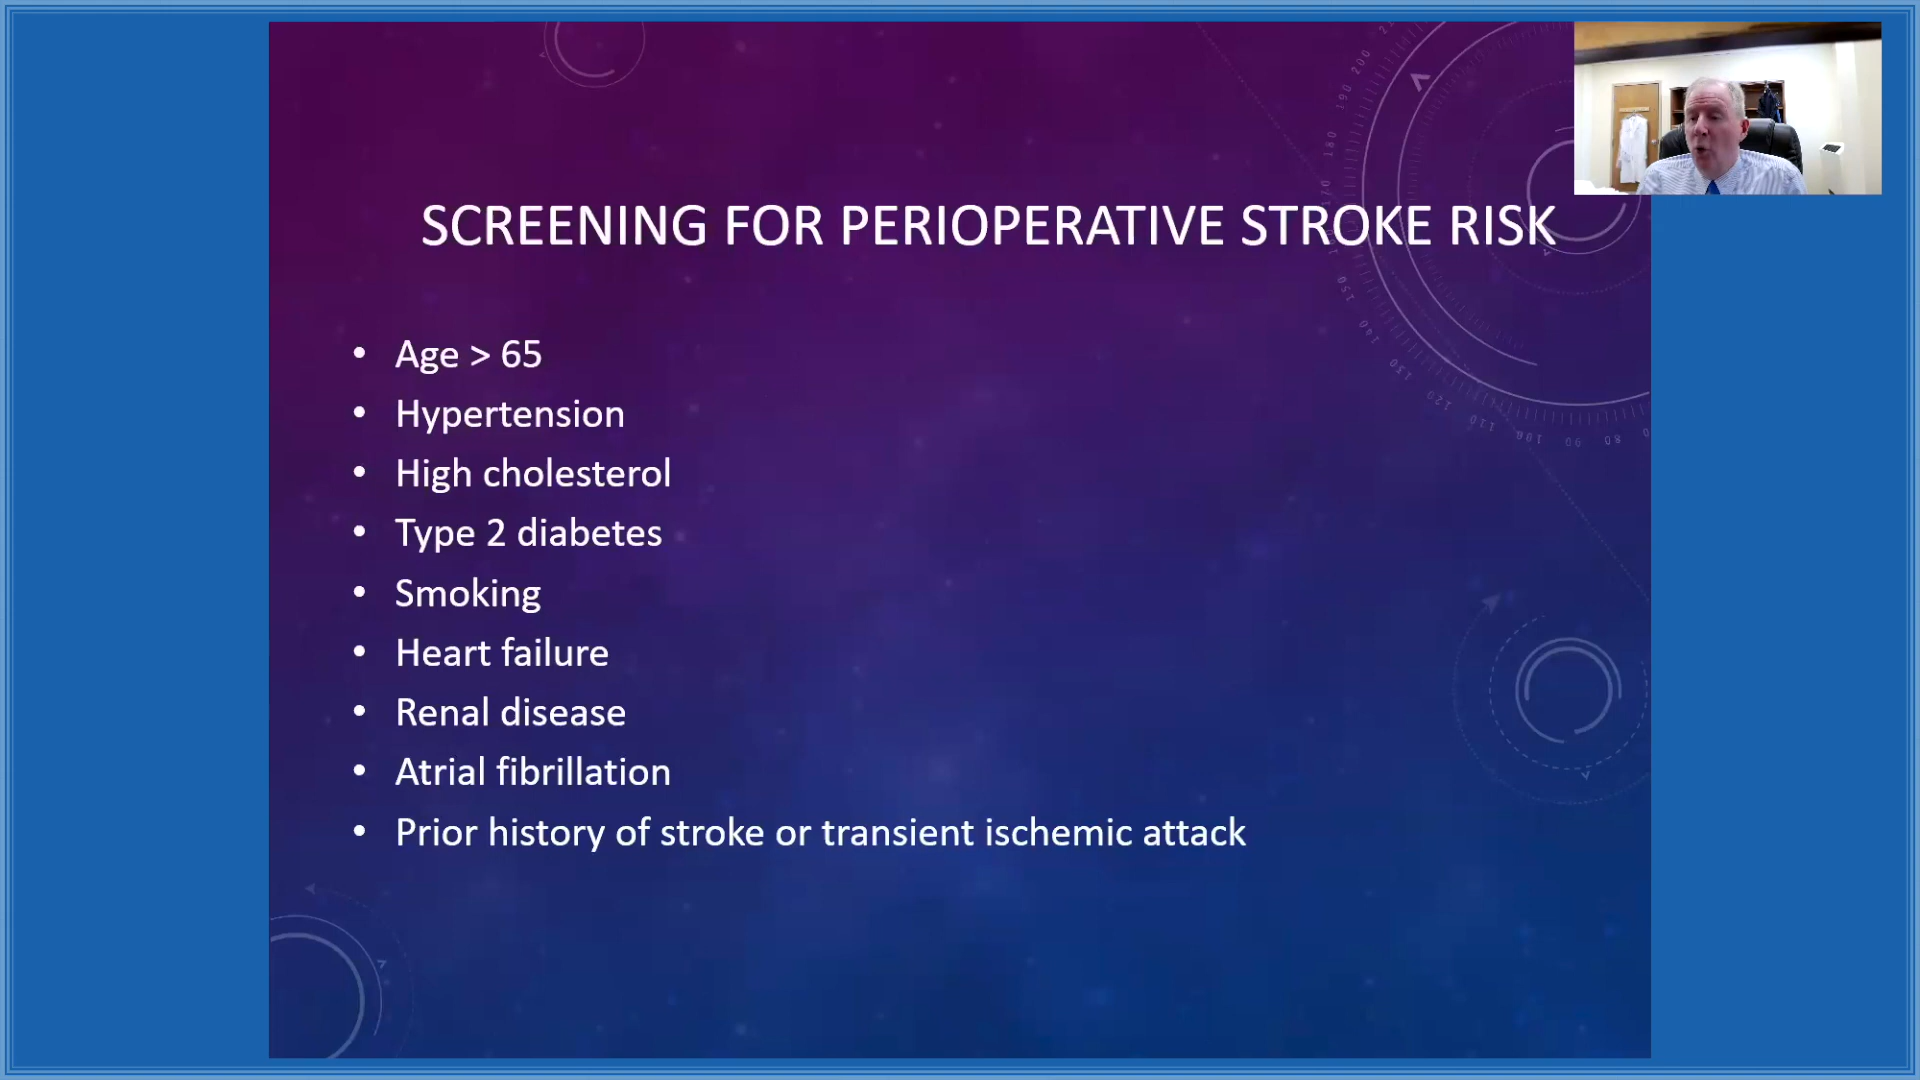 SCREENING FOR PERIOPERATIVE STROKE RISK
• Age > 65
• Hypertension
• High cholesterol
• Type 2 diabetes
• Smoking
• Heart failure
• Renal disease
• Atrial fibrillation
• Prior history of stroke or transient ischemic attack